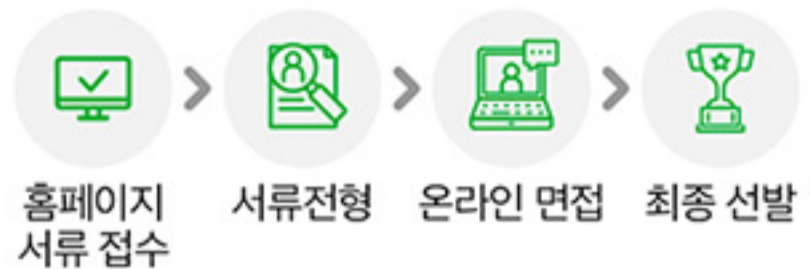 홈페이지
서류 접수
서류전형
온라인 면접
최종 선발